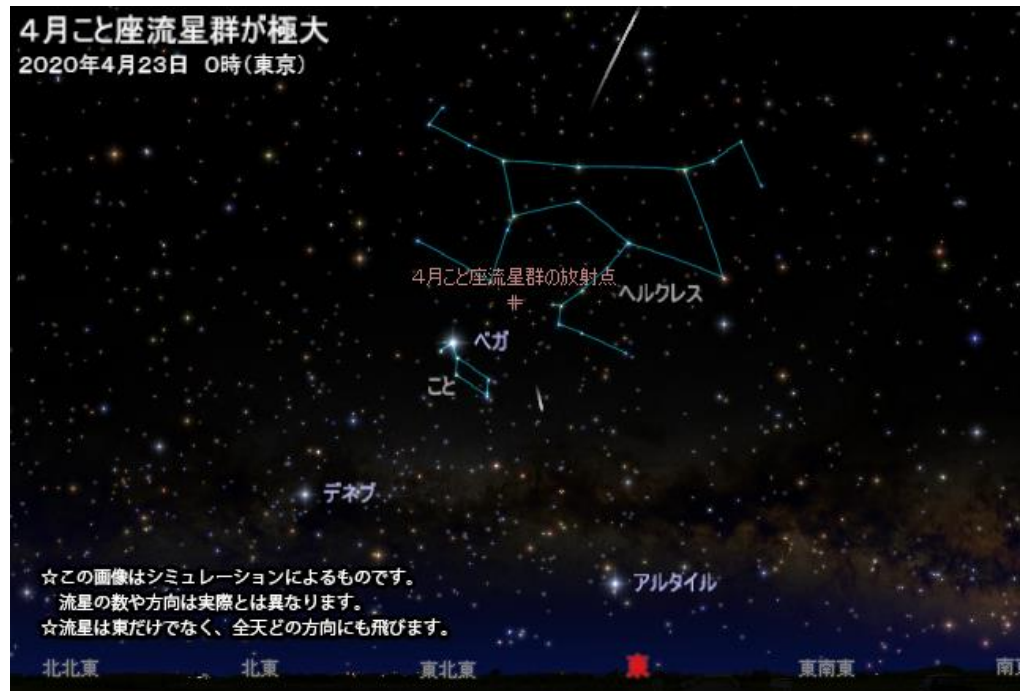 4月こと座流星群が極大
2020年4月23日 0時(東京)
4月こと座流星群の放射点
ヘルクレス
ベガ
こと
デネブ
アルタイル
☆この画像はシミュレーションによるものです。
流星の数や方向は実際とは異なります。
☆流星は東だけでなく、全天どの方向にも飛びます。
北北東 北東 東北東 東 東南東